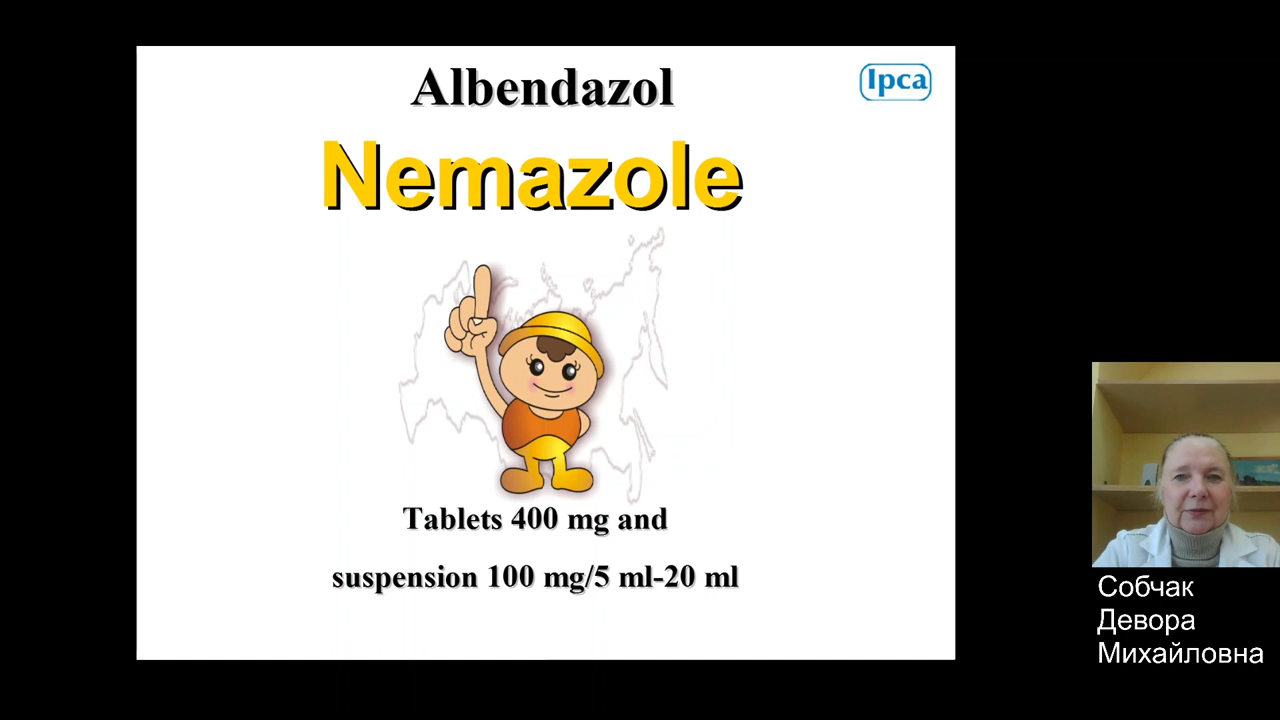 Albendazol
Ipca
Nemazole
Tablets 400 mg and
suspension 100 mg/5 ml-20 ml
Собчак
Девора
Михайловна